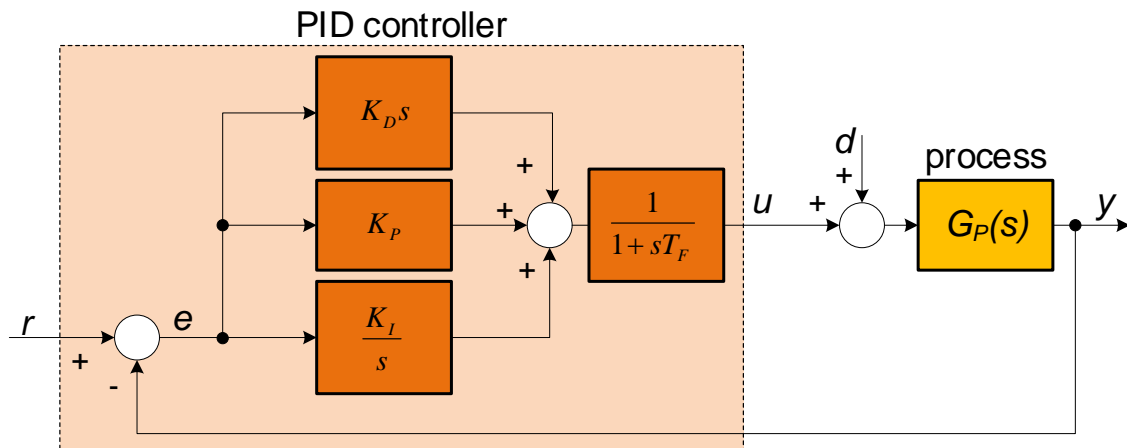 PID controller
K_D s
d
process
+
+
K_P
+
1
u
+
G_P(s)
y
+
1 + sT_F
r
e
K_I
s
+
-